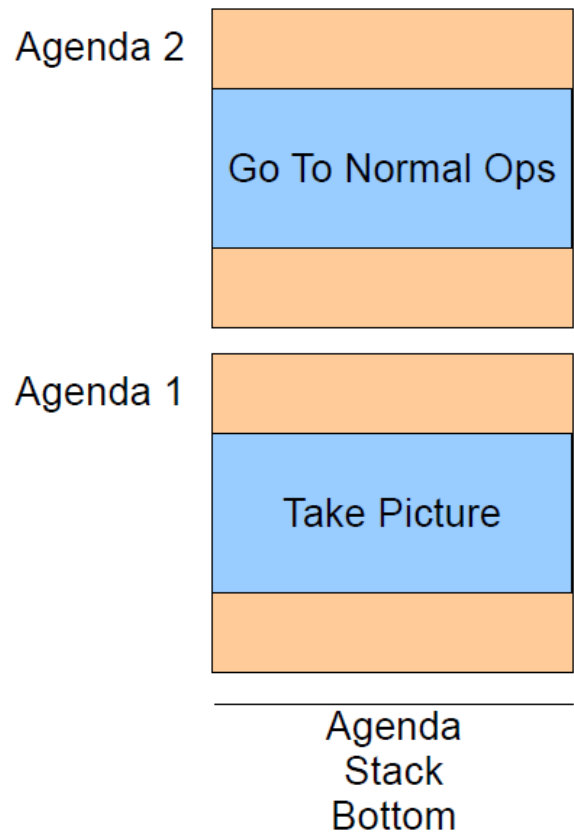 Agenda 2
Go To Normal Ops
Agenda 1
Take Picture
Agenda
Stack
Bottom